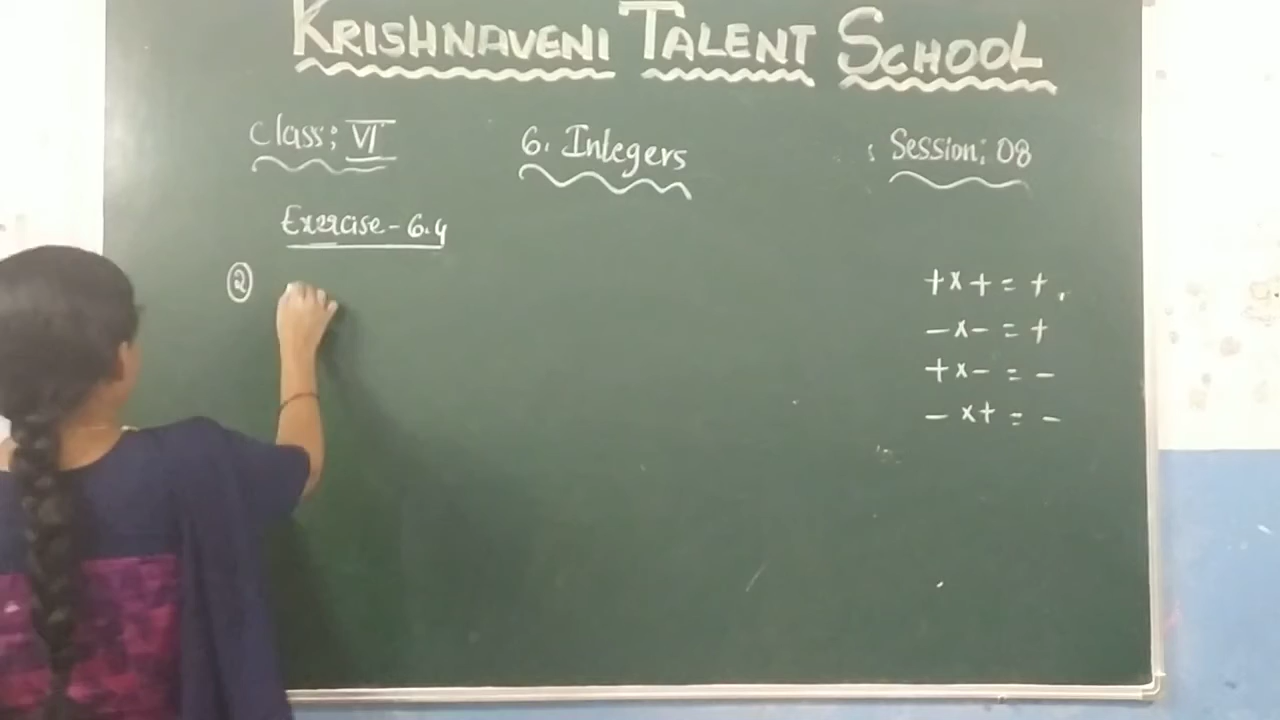 KRISHNAVENI TALENT SCHOOL
Class: VI
6. Integers
Session: 08
Exercise - 6.4
②
+ x + = +
- x - = +
+ x - = -
- x + = -